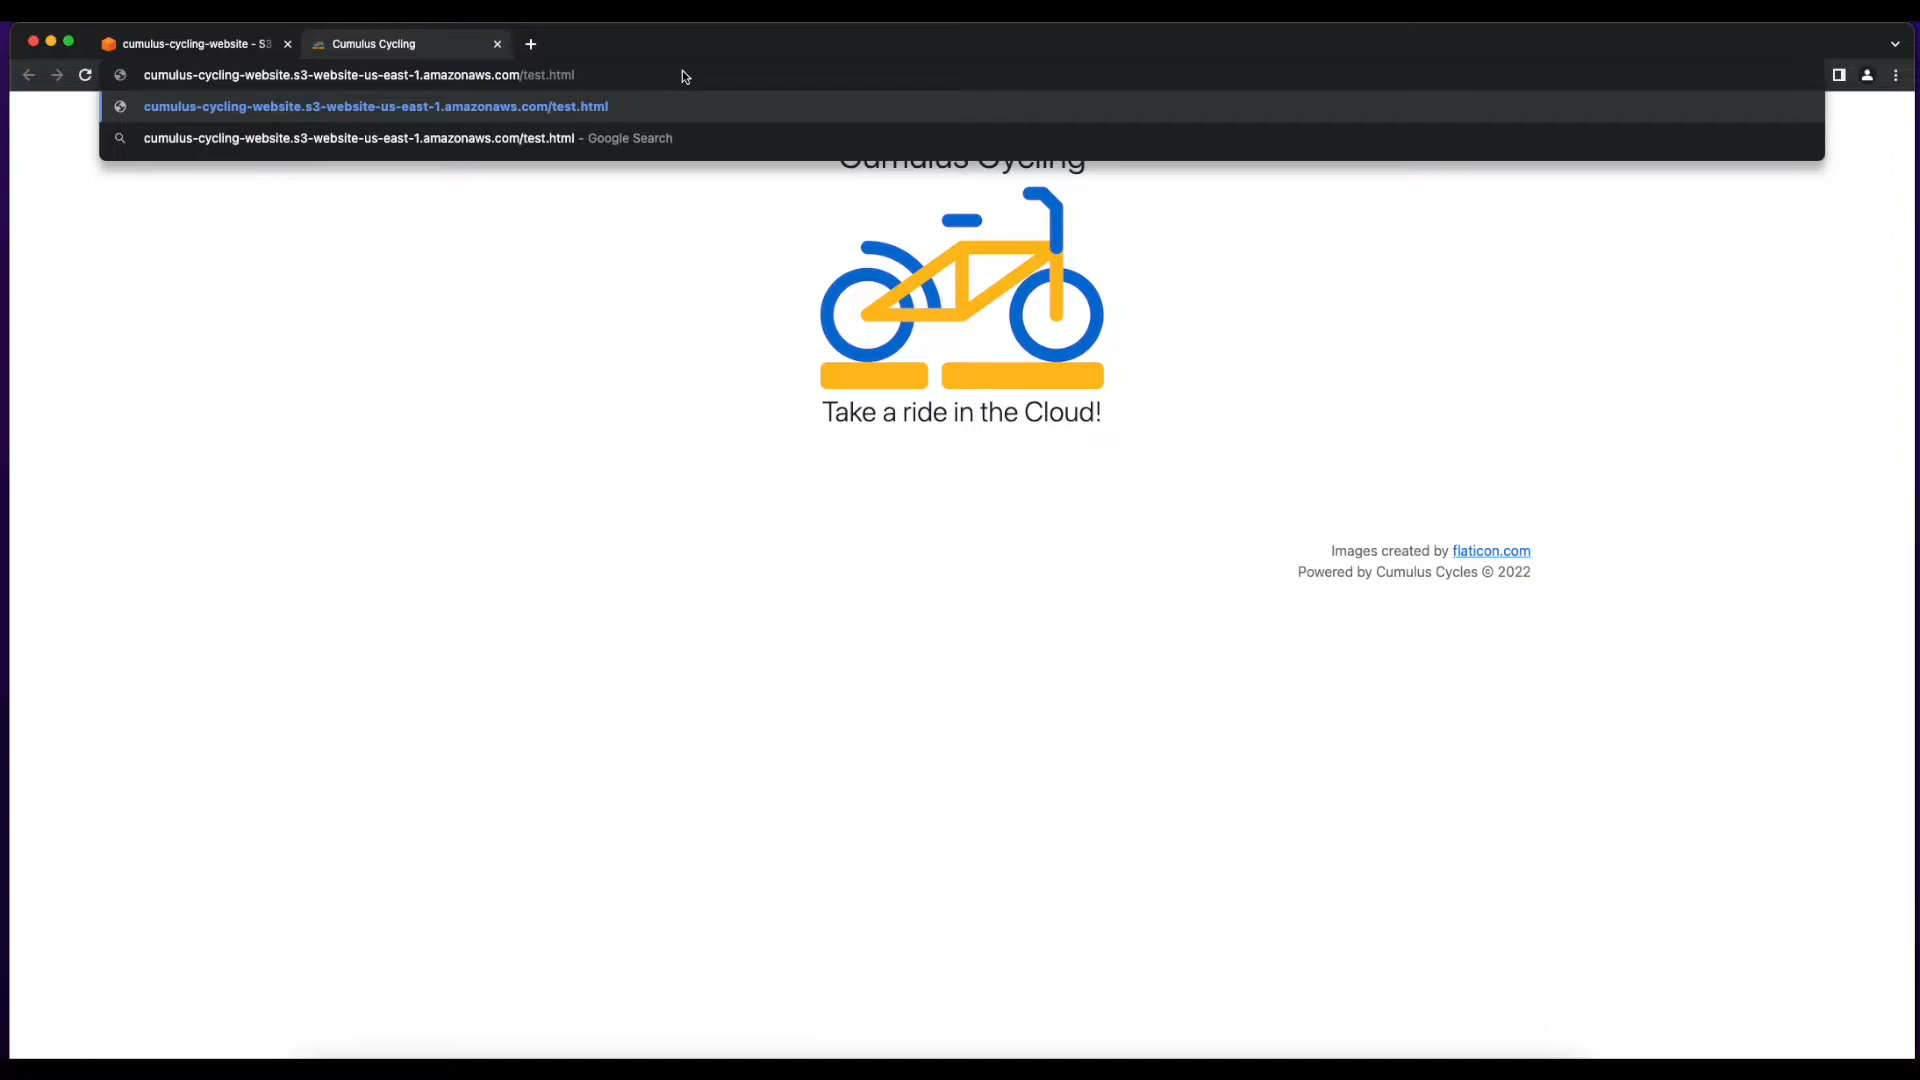 cumulus-cycling-website - S3
Cumulus Cycling
cumulus-cycling-website.s3-website-us-east-1.amazonaws.com/test.html
cumulus-cycling-website.s3-website-us-east-1.amazonaws.com/test.html
cumulus-cycling-website.s3-website-us-east-1.amazonaws.com/test.html - Google Search
Cumulus Cycling
Take a ride in the Cloud!
Images created by flaticon.com
Powered by Cumulus Cycles © 2022